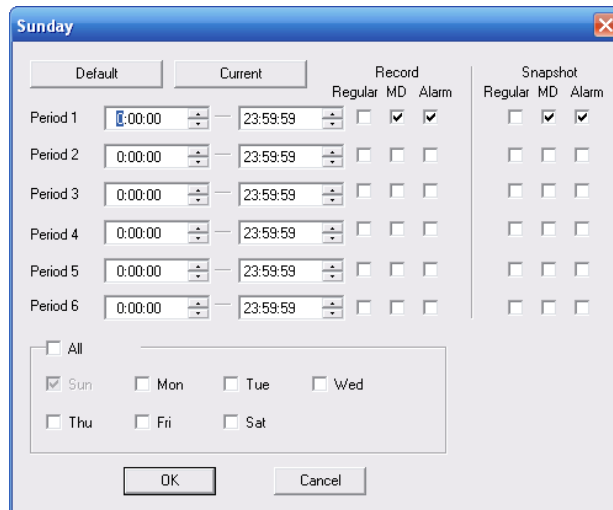 Sunday
Default Current Record Snapshot
Regular MD Alarm Regular MD Alarm
Period 1 0:00:00 23:59:59
Period 2 0:00:00 23:59:59
Period 3 0:00:00 23:59:59
Period 4 0:00:00 23:59:59
Period 5 0:00:00 23:59:59
Period 6 0:00:00 23:59:59
All
Sun Mon Tue Wed
Thu Fri Sat
OK Cancel